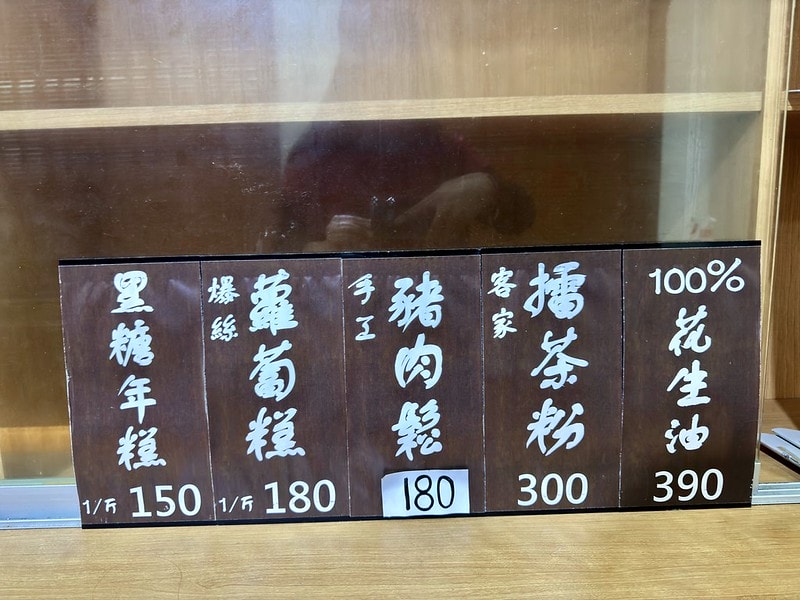 黑糖年糕
1/斤 150
爆絲
蘿蔔糕
1/斤 180
手工
豬肉鬆
180
客家
擂茶粉
300
100%
花生油
390